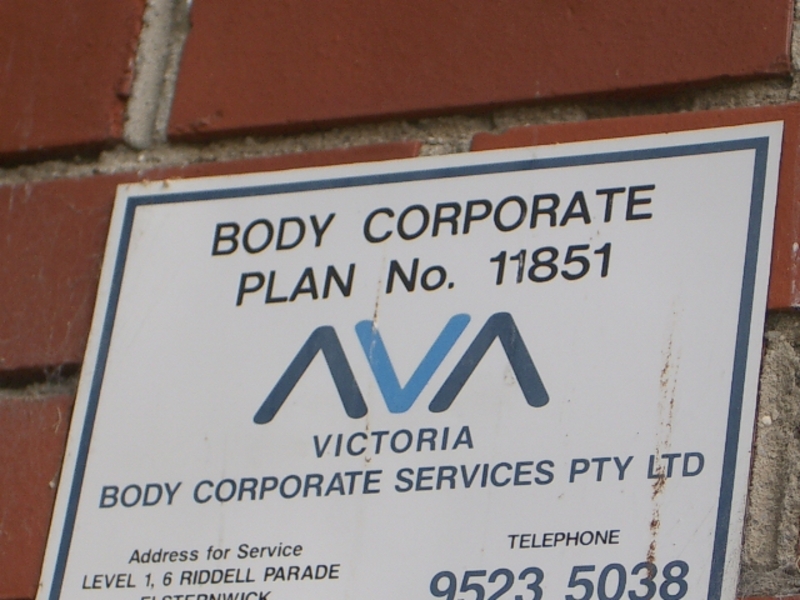 BODY CORPORATE
PLAN No. 11851
AVA
VICTORIA
BODY CORPORATE SERVICES PTY LTD
Address for Service
LEVEL 1, 6 RIDDELL PARADE
ELSTERNWICK
TELEPHONE
9523 5038